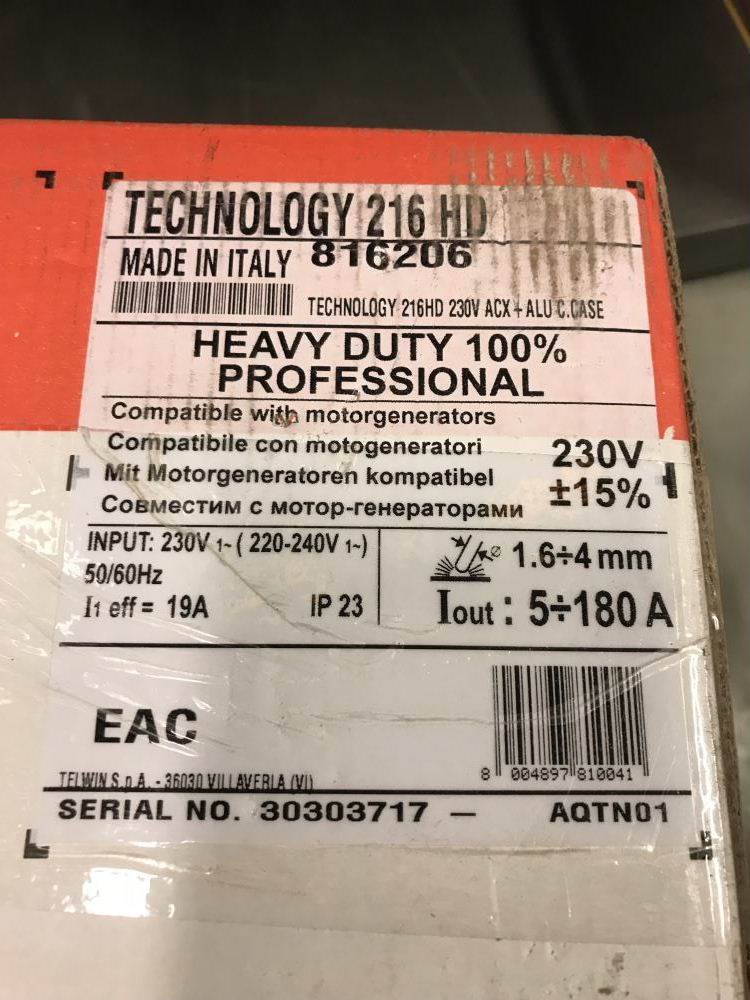 TECHNOLOGY 216 HD
MADE IN ITALY 816206
TECHNOLOGY 216HD 230V ACX+ALU C.CASE
HEAVY DUTY 100%
PROFESSIONAL
Compatible with motorgenerators
Compatibile con motogeneratori
Mit Motorgeneratoren kompatibel
Совместим с мотор-генераторами
230V
±15%
INPUT: 230V 1~ ( 220-240V 1~)
50/60Hz
I1 eff = 19A IP 23
ø 1.6÷4 mm
Iout : 5÷180 A
EAC
8 004897 810041
TELWIN S.p.A. - 36030 VILLAVERLA (VI)
SERIAL NO. 30303717 — AQTN01